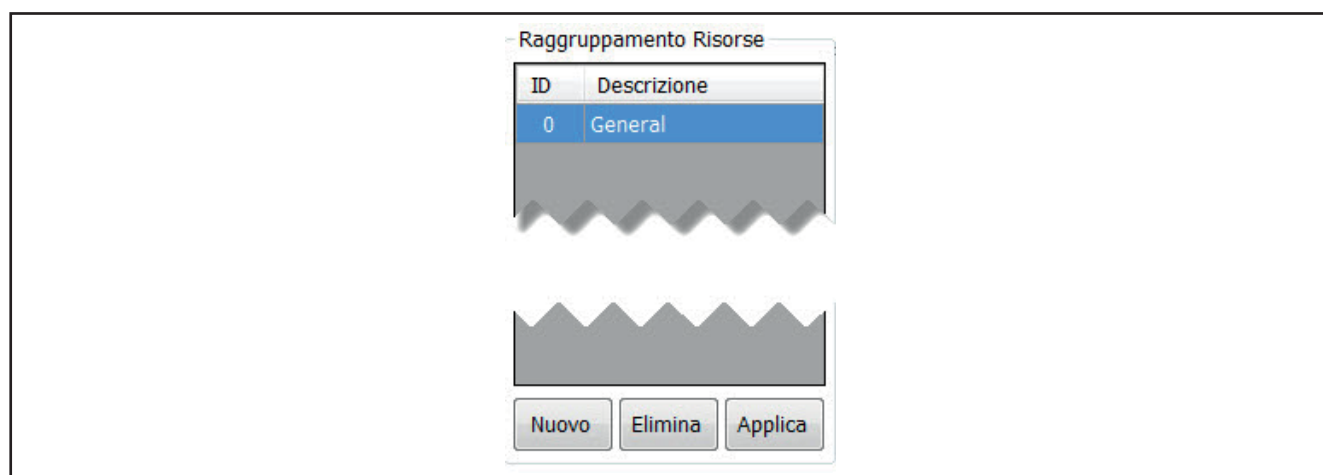 Raggruppamento Risorse
ID Descrizione
0 General
Nuovo Elimina Applica